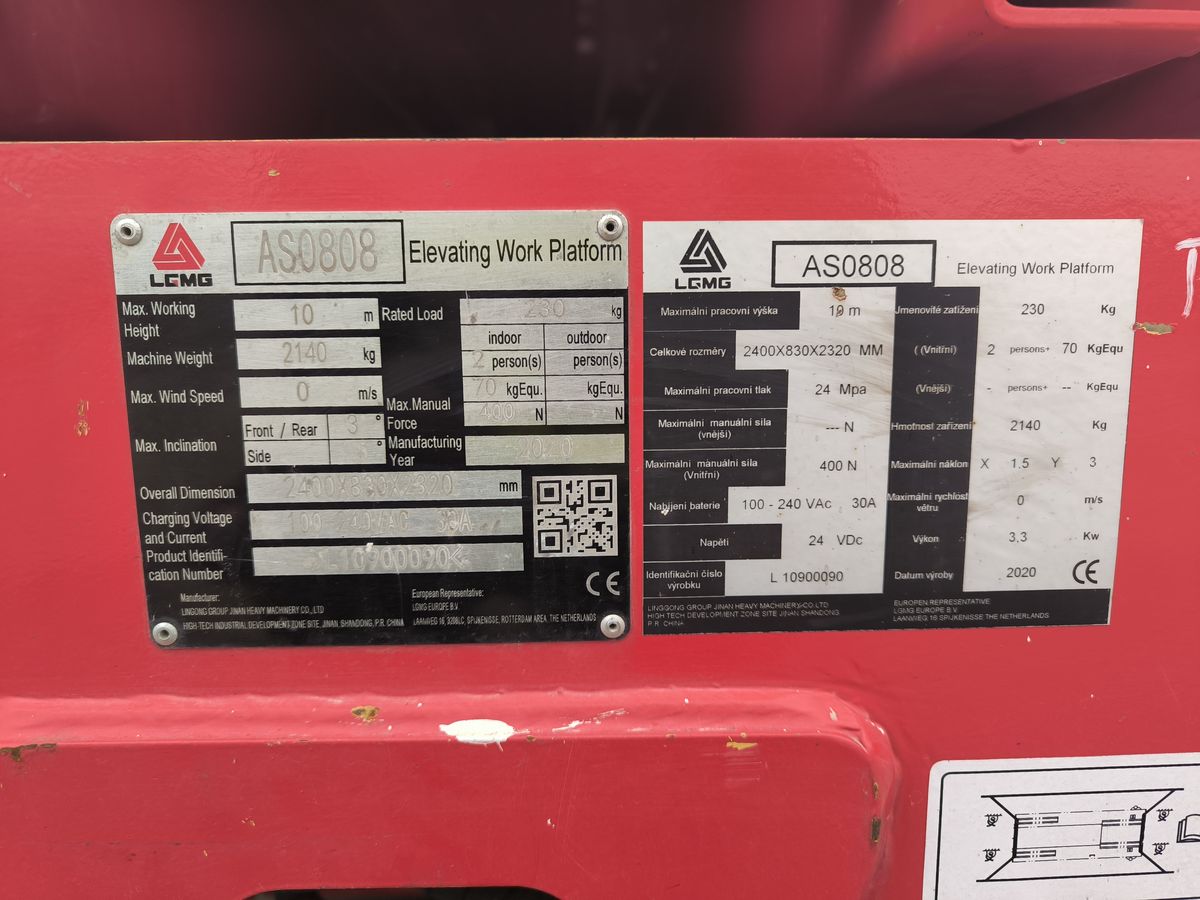 LGMG
AS0808
Elevating Work Platform
Max. Working Height
10 m
Machine Weight
2140 kg
Max. Wind Speed
0 m/s
Max. Inclination
Front / Rear 3 °
Side °
Rated Load
230 kg
indoor outdoor
2 person(s) person(s)
70 kgEqu. kgEqu.
Max.Manual Force
400 N N
Manufacturing Year
2020
Overall Dimension
2400X830X2320 mm
Charging Voltage and Current
100-240VAC 30A
Product Identifi-
cation Number
L10900090
CE
Manufacturer:
LINGONG GROUP JINAN HEAVY MACHINERY CO.,LTD
HIGH-TECH INDUSTRIAL DEVELOPMENT ZONE SITE, JINAN, SHANDONG, P.R. CHINA
European Representative:
LGMG EUROPE B.V.
LAANWEG 16, 3208LC, SPIJKENISSE, ROTTERDAM AREA, THE NETHERLANDS
LGMG
AS0808
Elevating Work Platform
Maximální pracovní výška
10 m
Celkové rozměry
2400X830X2320 MM
Maximální pracovní tlak
24 Mpa
Maximální manuální síla
(vnější)
--- N
Maximální manuální síla
(Vnitřní)
400 N
Nabíjení baterie
100 - 240 VAc 30A
Napětí
24 VDc
Identifikační číslo
výrobku
L 10900090
Jmenovité zatížení
230 Kg
( (Vnitřní)
2 persons+ 70 KgEqu
(Vnější)
- persons+ -- KgEqu
Hmotnost zařízení
2140 Kg
Maximální náklon
X 1.5 Y 3
Maximální rychlost
větru
0 m/s
Výkon
3,3 Kw
Datum výroby
2020
CE
LINGGONG GROUP JINAN HEAVY MACHINERY CO. LTD
HIGH TECH DEVELOPMENT ZONE SITE JINAN SHANDONG
P.R. CHINA
EUROPEN REPRESENTATIVE
LGNG EUROPE B.V.
LAANWEG 16 SPIJKENISSE THE NETHERLANDS
T